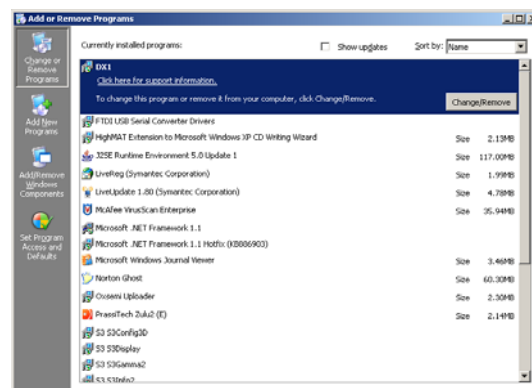 Add or Remove Programs
Change or Remove Programs
Add New Programs
Add/Remove Windows Components
Set Program Access and Defaults
Currently installed programs:
Show updates
Sort by: Name
DX1
Click here for support information.
To change this program or remove it from your computer, click Change/Remove.
Change/Remove
FTDI USB Serial Converter Drivers
HighMAT Extension to Microsoft Windows XP CD Writing Wizard Size 2.13MB
J2SE Runtime Environment 5.0 Update 1 Size 117.00MB
LiveReg (Symantec Corporation) Size 1.99MB
LiveUpdate 1.80 (Symantec Corporation) Size 4.78MB
McAfee VirusScan Enterprise Size 35.94MB
Microsoft .NET Framework 1.1
Microsoft .NET Framework 1.1 Hotfix (KB886903)
Microsoft Windows Journal Viewer Size 3.46MB
Norton Ghost Size 60.30MB
Oxsemi Uploader Size 2.30MB
PrassiTech Zulu2 (E) Size 2.14MB
S3 S3Config3D
S3 S3Display
S3 S3Gamma2
S3 S3Info2